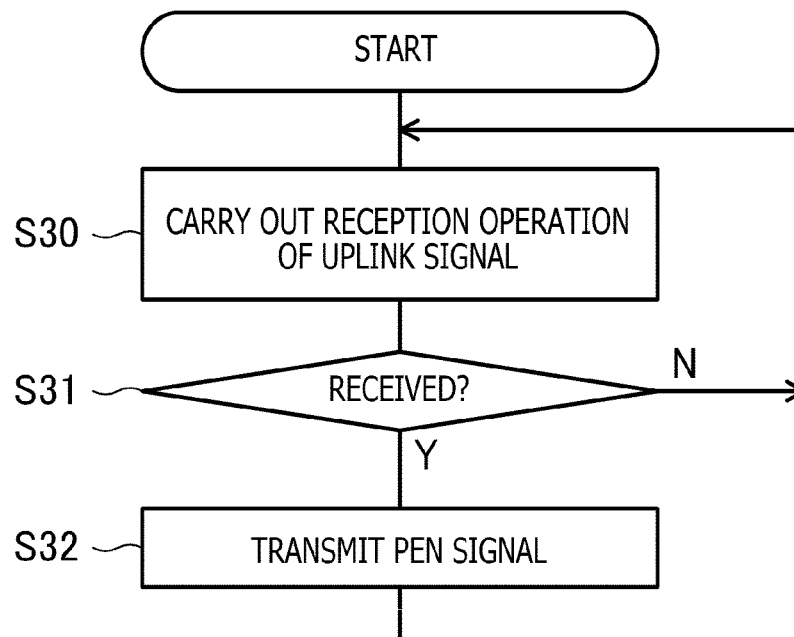 START
S30
CARRY OUT RECEPTION OPERATION
OF UPLINK SIGNAL
S31
RECEIVED?
N
Y
S32
TRANSMIT PEN SIGNAL